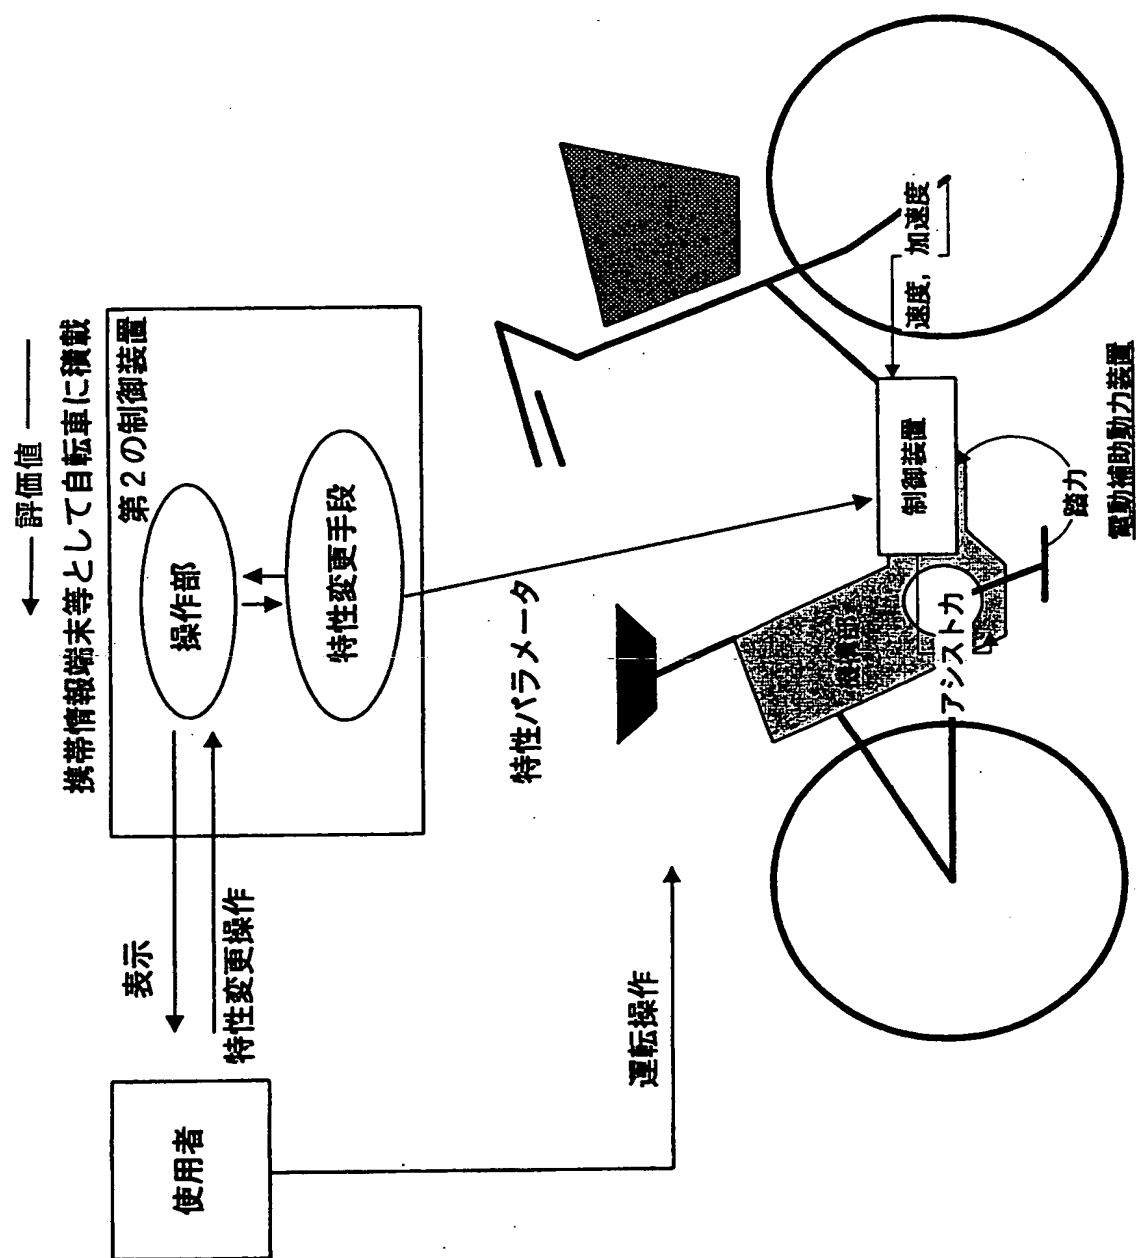 評価値
携帯情報端末等として自転車に積載
第2の制御装置
操作部
特性変更手段
表示
特性変更操作
使用者
運転操作
特性パラメータ
速度，加速度
制御装置
機構部
アシスト力
踏力
電動補助動力装置